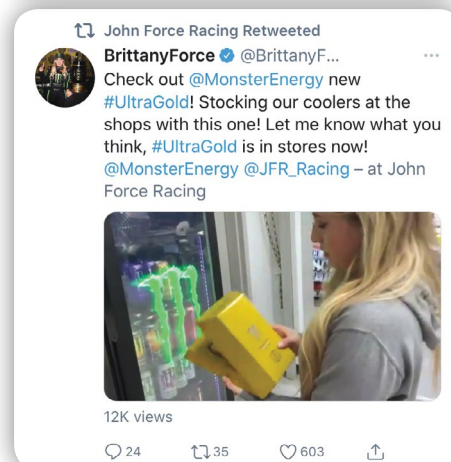 John Force Racing Retweeted
BrittanyForce @BrittanyF...
Check out @MonsterEnergy new
#UltraGold! Stocking our coolers at the
shops with this one! Let me know what you
think, #UltraGold is in stores now!
@MonsterEnergy @JFR_Racing – at John
Force Racing
12K views
24 35 603